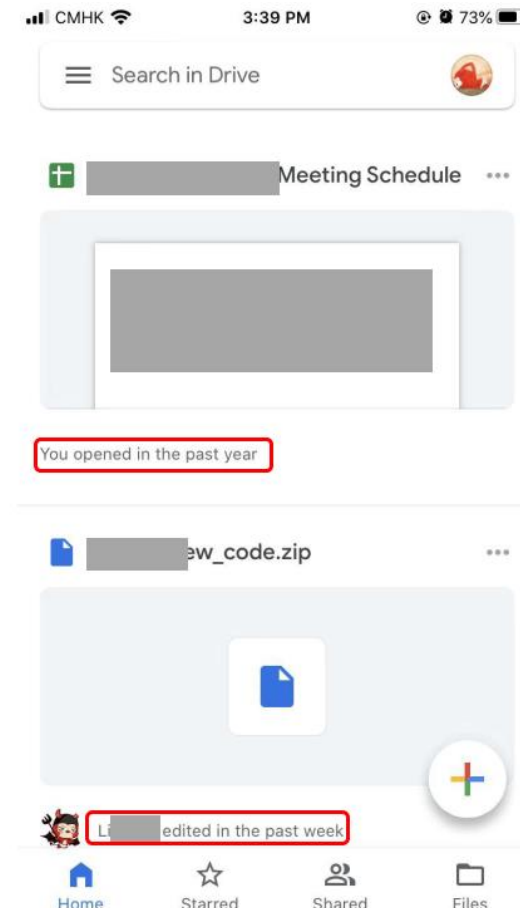 CMHK 3:39 PM 73%
Search in Drive
Meeting Schedule
You opened in the past year
ew_code.zip
Li edited in the past week
Home Starred Shared Files